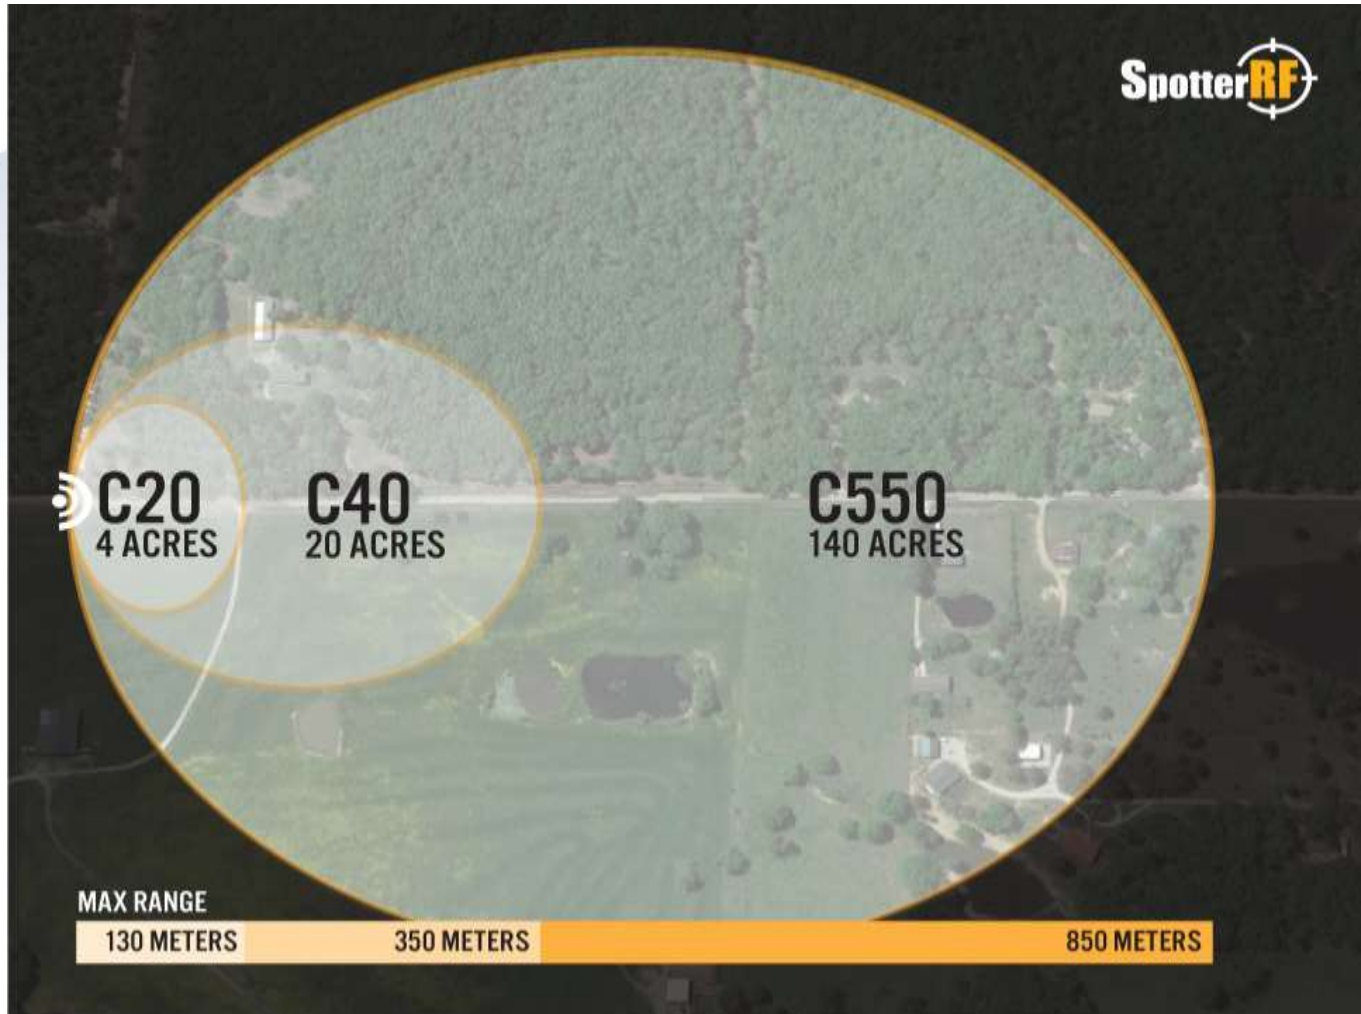 SpotterRF
C20
4 ACRES
C40
20 ACRES
C550
140 ACRES
MAX RANGE
130 METERS
350 METERS
850 METERS